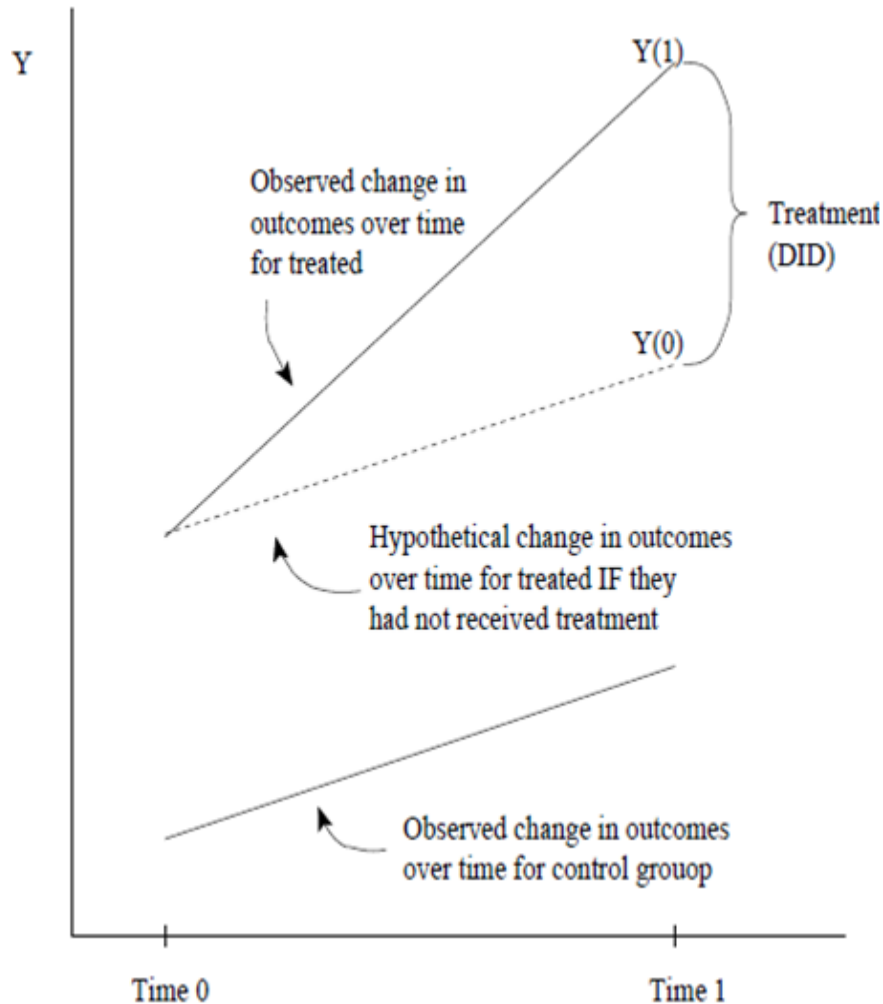 Y
Y(1)
Observed change in
outcomes over time
for treated
Treatment
(DID)
Y(0)
Hypothetical change in outcomes
over time for treated IF they
had not received treatment
Observed change in outcomes
over time for control grouop
Time 0
Time 1